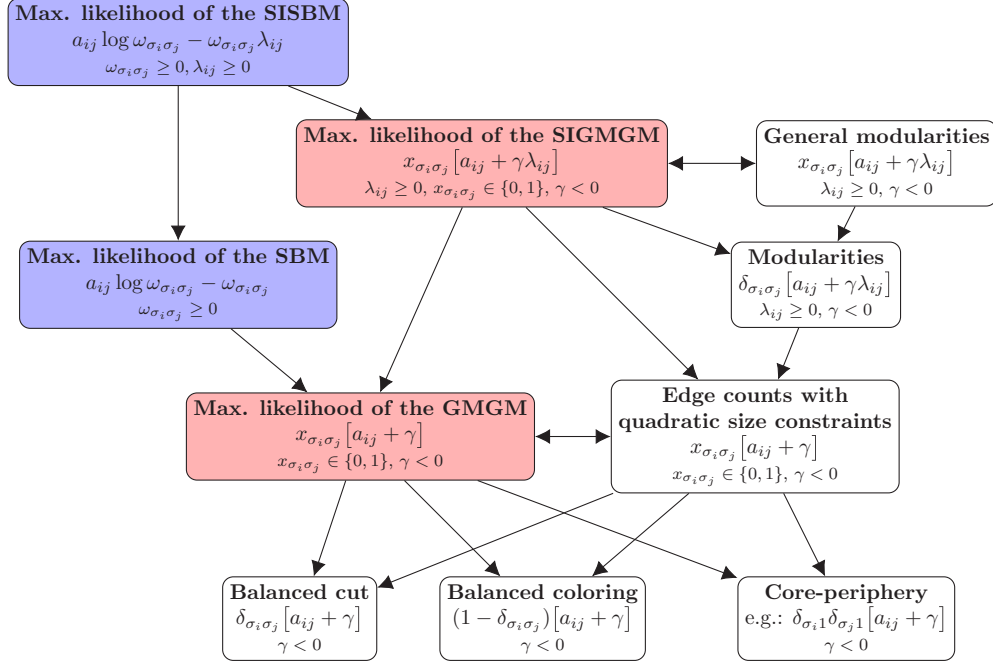 Max. likelihood of the SISBM
a_{ij} log ω_{σ_iσ_j} − ω_{σ_iσ_j} λ_{ij}
ω_{σ_iσ_j} ≥ 0, λ_{ij} ≥ 0
Max. likelihood of the SIGMGM
x_{σ_iσ_j} [a_{ij} + γλ_{ij}]
λ_{ij} ≥ 0, x_{σ_iσ_j} ∈ {0, 1}, γ < 0
General modularities
x_{σ_iσ_j} [a_{ij} + γλ_{ij}]
λ_{ij} ≥ 0, γ < 0
Max. likelihood of the SBM
a_{ij} log ω_{σ_iσ_j} − ω_{σ_iσ_j}
ω_{σ_iσ_j} ≥ 0
Modularities
δ_{σ_iσ_j} [a_{ij} + γλ_{ij}]
λ_{ij} ≥ 0, γ < 0
Max. likelihood of the GMGM
x_{σ_iσ_j} [a_{ij} + γ]
x_{σ_iσ_j} ∈ {0, 1}, γ < 0
Edge counts with
quadratic size constraints
x_{σ_iσ_j} [a_{ij} + γ]
x_{σ_iσ_j} ∈ {0, 1}, γ < 0
Balanced cut
δ_{σ_iσ_j} [a_{ij} + γ]
γ < 0
Balanced coloring
(1 − δ_{σ_iσ_j}) [a_{ij} + γ]
γ < 0
Core-periphery
e.g.: δ_{σ_i1} δ_{σ_j1} [a_{ij} + γ]
γ < 0